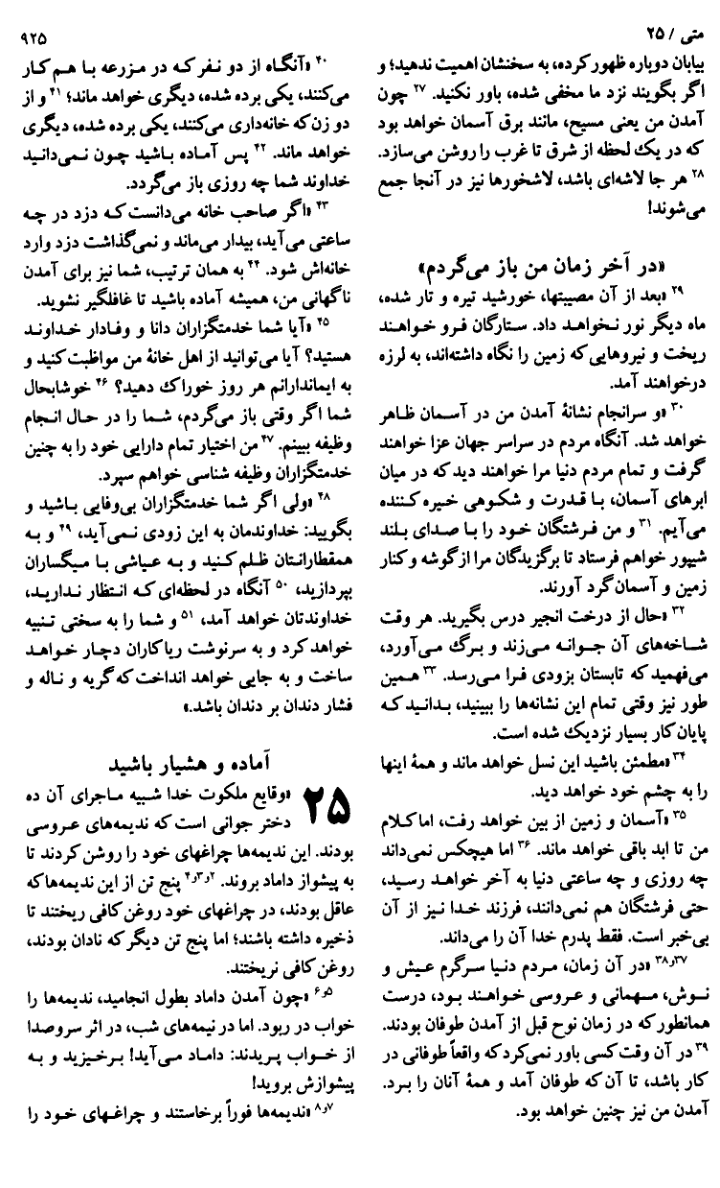 متی / ۲۵
۹۲۵
بیابان دوباره ظهور کرده، به سخنشان اهمیت ندهید؛ و
اگر بگویند نزد ما مخفی شده، باور نکنید. ۲۷ چون
آمدن من یعنی مسیح، مانند برق آسمان خواهد بود
که در یک لحظه از شرق تا غرب را روشن می‌سازد.
۲۸ هر جا لاشه‌ای باشد، لاشخورها نیز در آنجا جمع
می‌شوند!
«در آخر زمان من باز می‌گردم»
۲۹ «بعد از آن مصیبتها، خورشید تیره و تار شده،
ماه دیگر نور نخواهد داد. ستارگان فرو خواهند
ریخت و نیروهایی که زمین را نگاه داشته‌اند، به لرزه
درخواهند آمد.
۳۰ «و سرانجام نشانهٔ آمدن من در آسمان ظاهر
خواهد شد. آنگاه مردم در سراسر جهان عزا خواهند
گرفت و تمام مردم دنیا مرا خواهند دید که در میان
ابرهای آسمان، با قدرت و شکوهی خیره کننده
می‌آیم. ۳۱ و من فرشتگان خود را با صدای بلند
شیپور خواهم فرستاد تا برگزیدگان مرا از گوشه و کنار
زمین و آسمان گرد آورند.
۳۲ «حال از درخت انجیر درس بگیرید. هر وقت
شاخه‌های آن جوانه می‌زند و برگ می‌آورد،
می‌فهمید که تابستان بزودی فرا می‌رسد. ۳۳ همین
طور نیز وقتی تمام این نشانه‌ها را ببینید، بدانید که
پایان کار بسیار نزدیک شده است.
۳۴ «مطمئن باشید این نسل خواهد ماند و همهٔ اینها
را به چشم خود خواهد دید.
۳۵ «آسمان و زمین از بین خواهد رفت، اما کلام
من تا ابد باقی خواهد ماند. ۳۶ اما هیچکس نمی‌داند
چه روزی و چه ساعتی دنیا به آخر خواهد رسید،
حتی فرشتگان هم نمی‌دانند، فرزند خدا نیز از آن
بی‌خبر است. فقط پدرم خدا آن را می‌داند.
۳۷و۳۸ «در آن زمان، مردم دنیا سرگرم عیش و
نوش، مهمانی و عروسی خواهند بود، درست
همانطور که در زمان نوح قبل از آمدن طوفان بودند.
۳۹ در آن وقت کسی باور نمی‌کرد که واقعاً طوفانی در
کار باشد، تا آن که طوفان آمد و همهٔ آنان را برد.
آمدن من نیز چنین خواهد بود.
۴۰ «آنگاه از دو نفر که در مزرعه با هم کار
می‌کنند، یکی برده شده، دیگری خواهد ماند؛ ۴۱ و از
دو زن که خانه‌داری می‌کنند، یکی برده شده، دیگری
خواهد ماند. ۴۲ پس آماده باشید چون نمی‌دانید
خداوند شما چه روزی باز می‌گردد.
۴۳ «اگر صاحب خانه می‌دانست که دزد در چه
ساعتی می‌آید، بیدار می‌ماند و نمی‌گذاشت دزد وارد
خانه‌اش شود. ۴۴ به همان ترتیب، شما نیز برای آمدن
ناگهانی من، همیشه آماده باشید تا غافلگیر نشوید.
۴۵ «آیا شما خدمتگزاران دانا و وفادار خداوند
هستید؟ آیا می‌توانید از اهل خانهٔ من مواظبت کنید و
به ایماندارانم هر روز خوراک دهید؟ ۴۶ خوشابحال
شما اگر وقتی باز می‌گردم، شما را در حال انجام
وظیفه ببینم. ۴۷ من اختیار تمام دارایی خود را به چنین
خدمتگزاران وظیفه شناسی خواهم سپرد.
۴۸ «ولی اگر شما خدمتگزاران بی‌وفایی باشید و
بگویید: خداوندمان به این زودی نمی‌آید، ۴۹ و به
همقطارانتان ظلم کنید و به عیاشی با میگساران
بپردازید، ۵۰ آنگاه در لحظه‌ای که انتظار ندارید،
خداوندتان خواهد آمد، ۵۱ و شما را به سختی تنبیه
خواهد کرد و به سرنوشت ریاکاران دچار خواهد
ساخت و به جایی خواهد انداخت که گریه و ناله و
فشار دندان بر دندان باشد.»
آماده و هشیار باشید
۲۵ «وقایع ملکوت خدا شبیه ماجرای آن ده
دختر جوانی است که ندیمه‌های عروسی
بودند. این ندیمه‌ها چراغهای خود را روشن کردند تا
به پیشواز داماد بروند. ۲و۳و۴ پنج تن از این ندیمه‌ها که
عاقل بودند، در چراغهای خود روغن کافی ریختند تا
ذخیره داشته باشند؛ اما پنج تن دیگر که نادان بودند،
روغن کافی نریختند.
۵و۶ «چون آمدن داماد بطول انجامید، ندیمه‌ها را
خواب در ربود. اما در نیمه‌های شب، در اثر سر و صدا
از خواب پریدند: داماد می‌آید! برخیزید و به
پیشوازش بروید!
۷و۸ «ندیمه‌ها فوراً برخاستند و چراغهای خود را